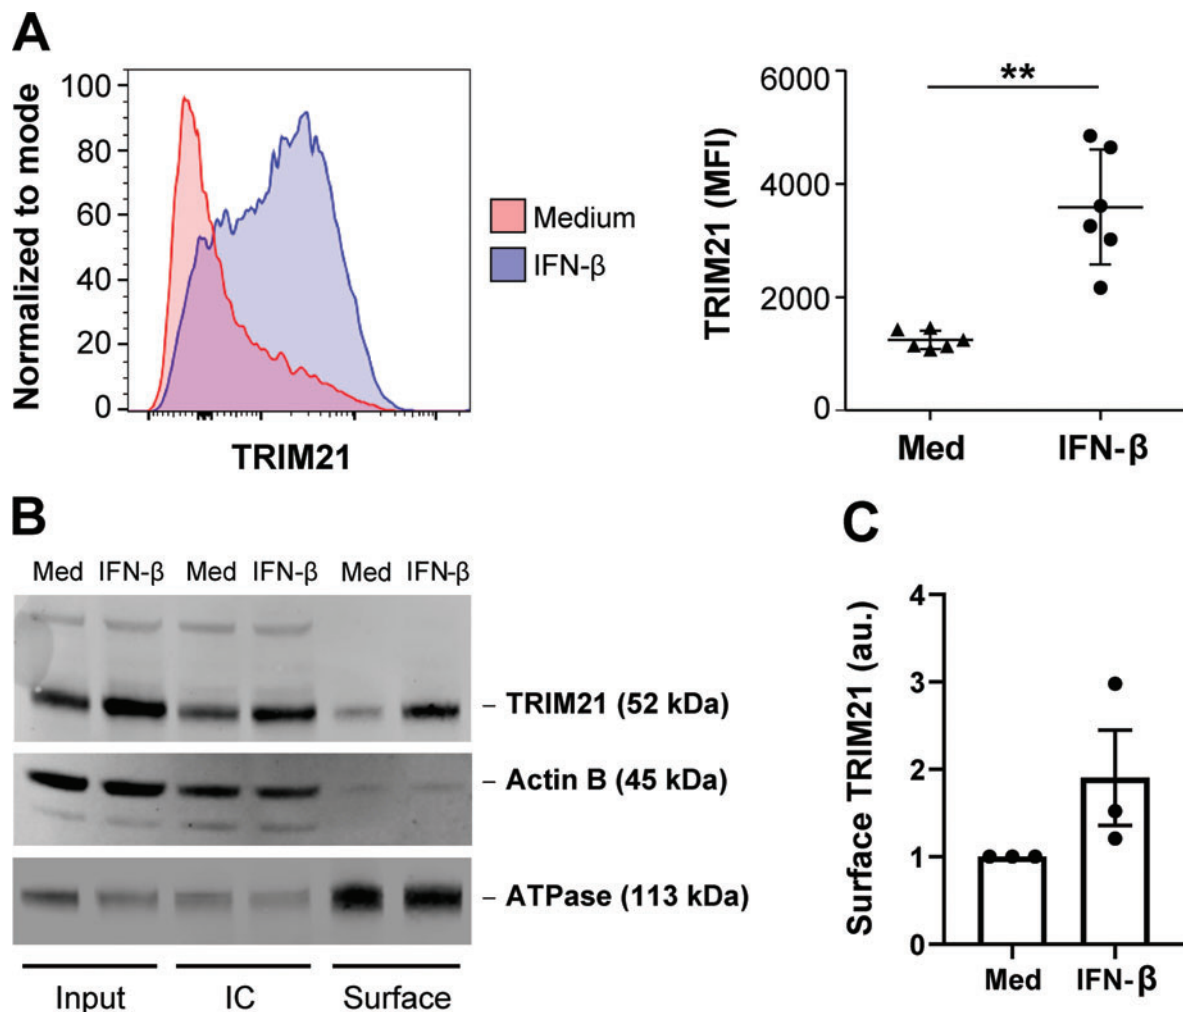 A
Normalized to mode
100
80
60
40
20
0
TRIM21
Medium
IFN-β
TRIM21 (MFI)
6000
4000
2000
0
**
Med
IFN-β
B
Med IFN-β Med IFN-β Med IFN-β
– TRIM21 (52 kDa)
– Actin B (45 kDa)
– ATPase (113 kDa)
Input IC Surface
C
Surface TRIM21 (au.)
4
3
2
1
0
Med
IFN-β